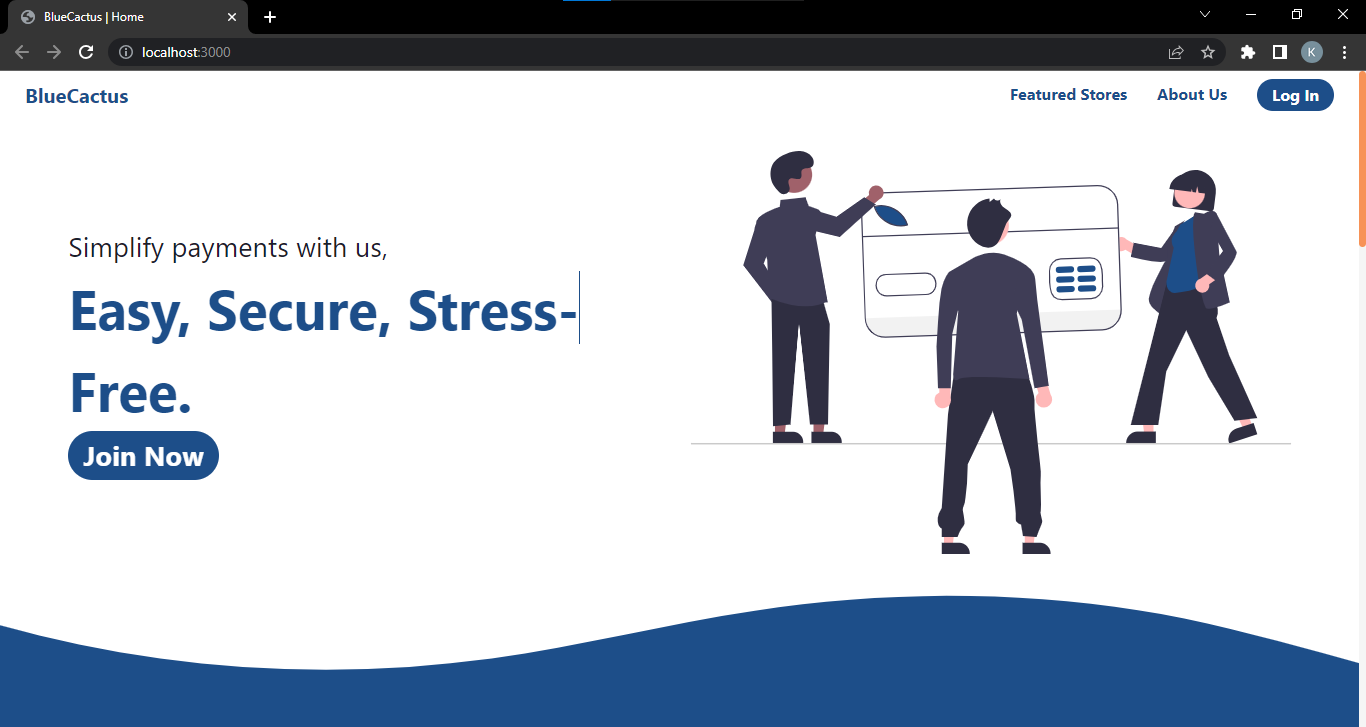 BlueCactus | Home
localhost:3000
K
BlueCactus
Featured Stores
About Us
Log In
Simplify payments with us,
Easy, Secure, Stress-
Free.
Join Now